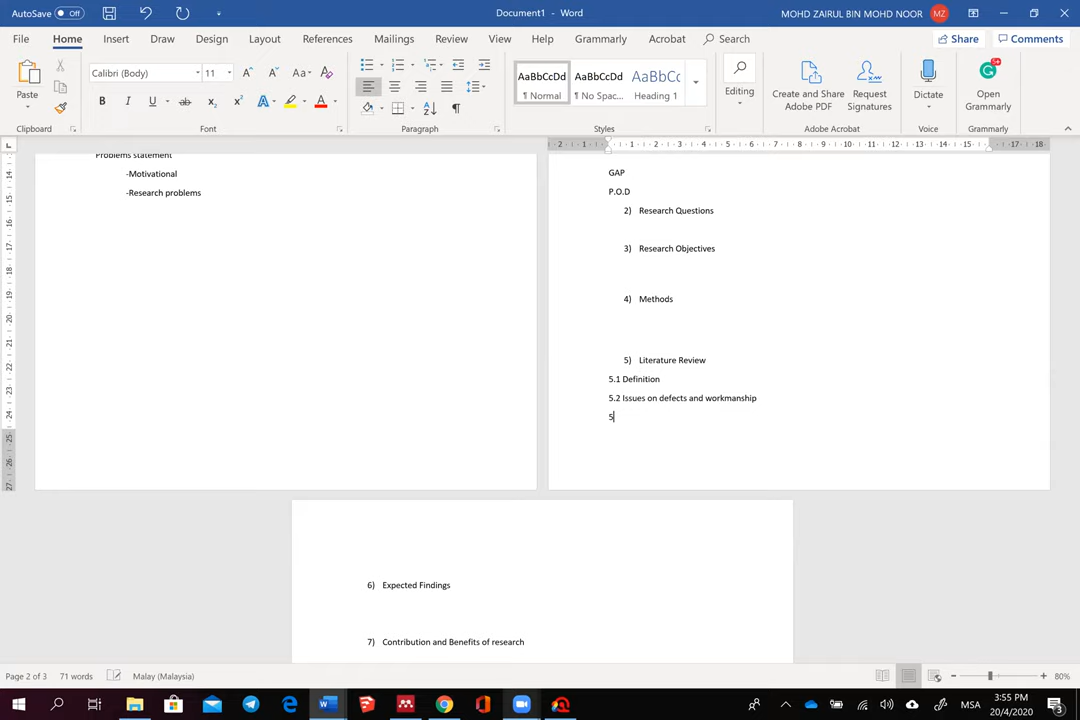 AutoSave Off
Document1 - Word
MOHD ZAIRUL BIN MOHD NOOR MZ
File Home Insert Draw Design Layout References Mailings Review View Help Grammarly Acrobat Search Share Comments
Paste
Calibri (Body) 11
AaBbCcDd AaBbCcDd AaBbCc
¶ Normal ¶ No Spac... Heading 1
Editing
Create and Share Adobe PDF
Request Signatures
Dictate
Open Grammarly
Clipboard Font Paragraph Styles Adobe Acrobat Voice Grammarly
Problems statement
-Motivational
-Research problems
GAP
P.O.D
2) Research Questions
3) Research Objectives
4) Methods
5) Literature Review
5.1 Definition
5.2 Issues on defects and workmanship
5
6) Expected Findings
7) Contribution and Benefits of research
Page 2 of 3 71 words Malay (Malaysia) 80%
MSA
3:55 PM
20/4/2020
3